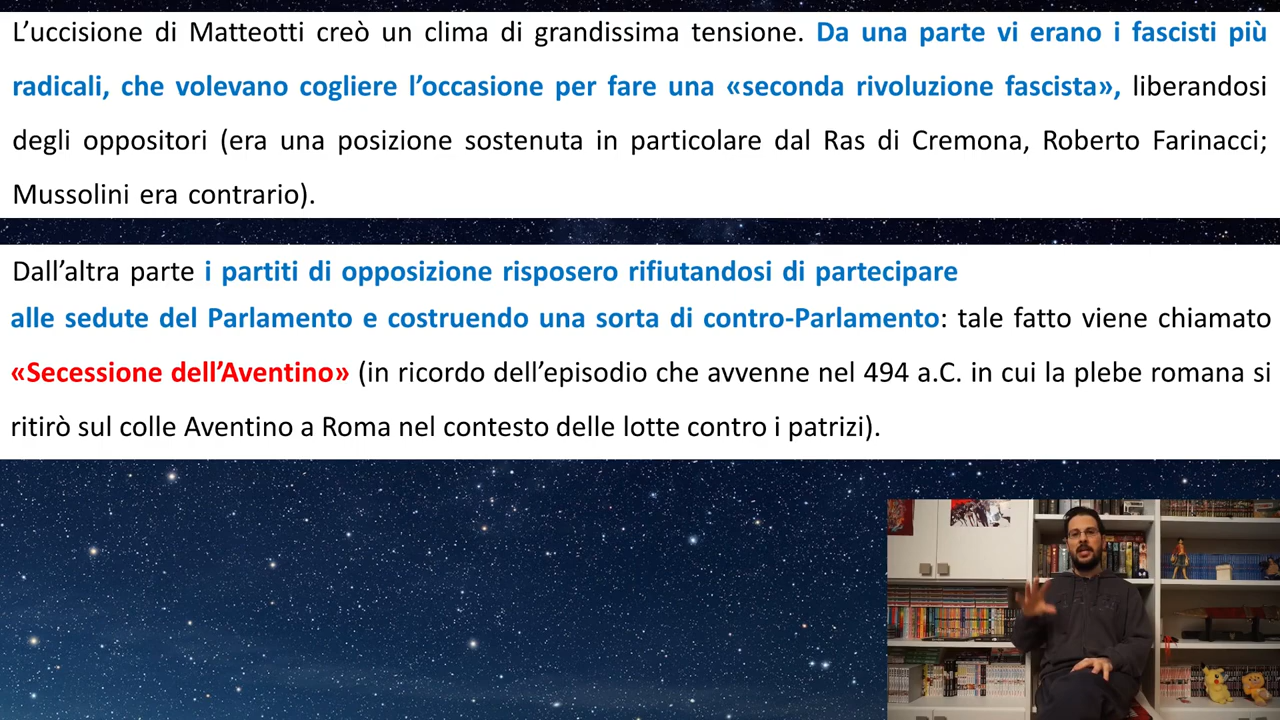 L’uccisione di Matteotti creò un clima di grandissima tensione. Da una parte vi erano i fascisti più
radicali, che volevano cogliere l’occasione per fare una «seconda rivoluzione fascista», liberandosi
degli oppositori (era una posizione sostenuta in particolare dal Ras di Cremona, Roberto Farinacci;
Mussolini era contrario).
Dall’altra parte i partiti di opposizione risposero rifiutandosi di partecipare
alle sedute del Parlamento e costruendo una sorta di contro-Parlamento: tale fatto viene chiamato
«Secessione dell’Aventino» (in ricordo dell’episodio che avvenne nel 494 a.C. in cui la plebe romana si
ritirò sul colle Aventino a Roma nel contesto delle lotte contro i patrizi).